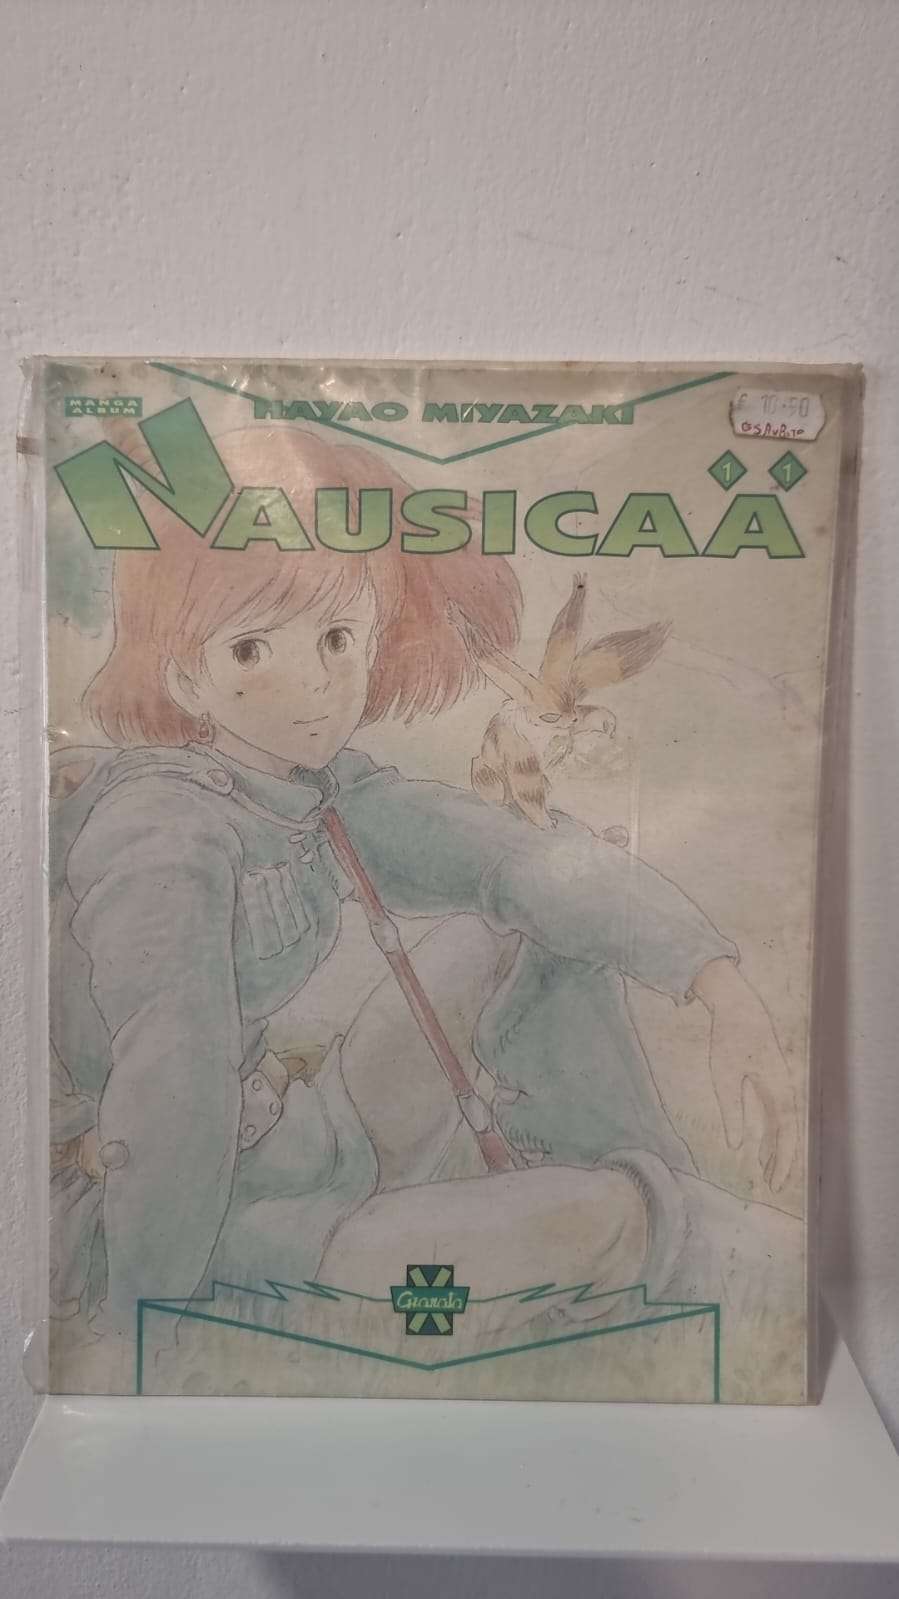 MANGA
ALBUM
HAYAO MIYAZAKI
€ 10.50
ESAURITO
NAUSICAÄ
1 1
Granata